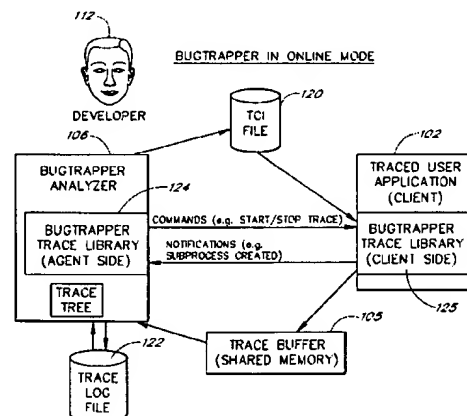 112
BUGTRAPPER IN ONLINE MODE
DEVELOPER
120
TCI
FILE
106
102
BUGTRAPPER
ANALYZER
124
TRACED USER
APPLICATION
(CLIENT)
BUGTRAPPER
TRACE LIBRARY
(AGENT SIDE)
COMMANDS (e.g. START/STOP TRACE)
NOTIFICATIONS (e.g.
SUBPROCESS CREATED)
BUGTRAPPER
TRACE LIBRARY
(CLIENT SIDE)
TRACE
TREE
125
105
122
TRACE BUFFER
(SHARED MEMORY)
TRACE
LOG
FILE